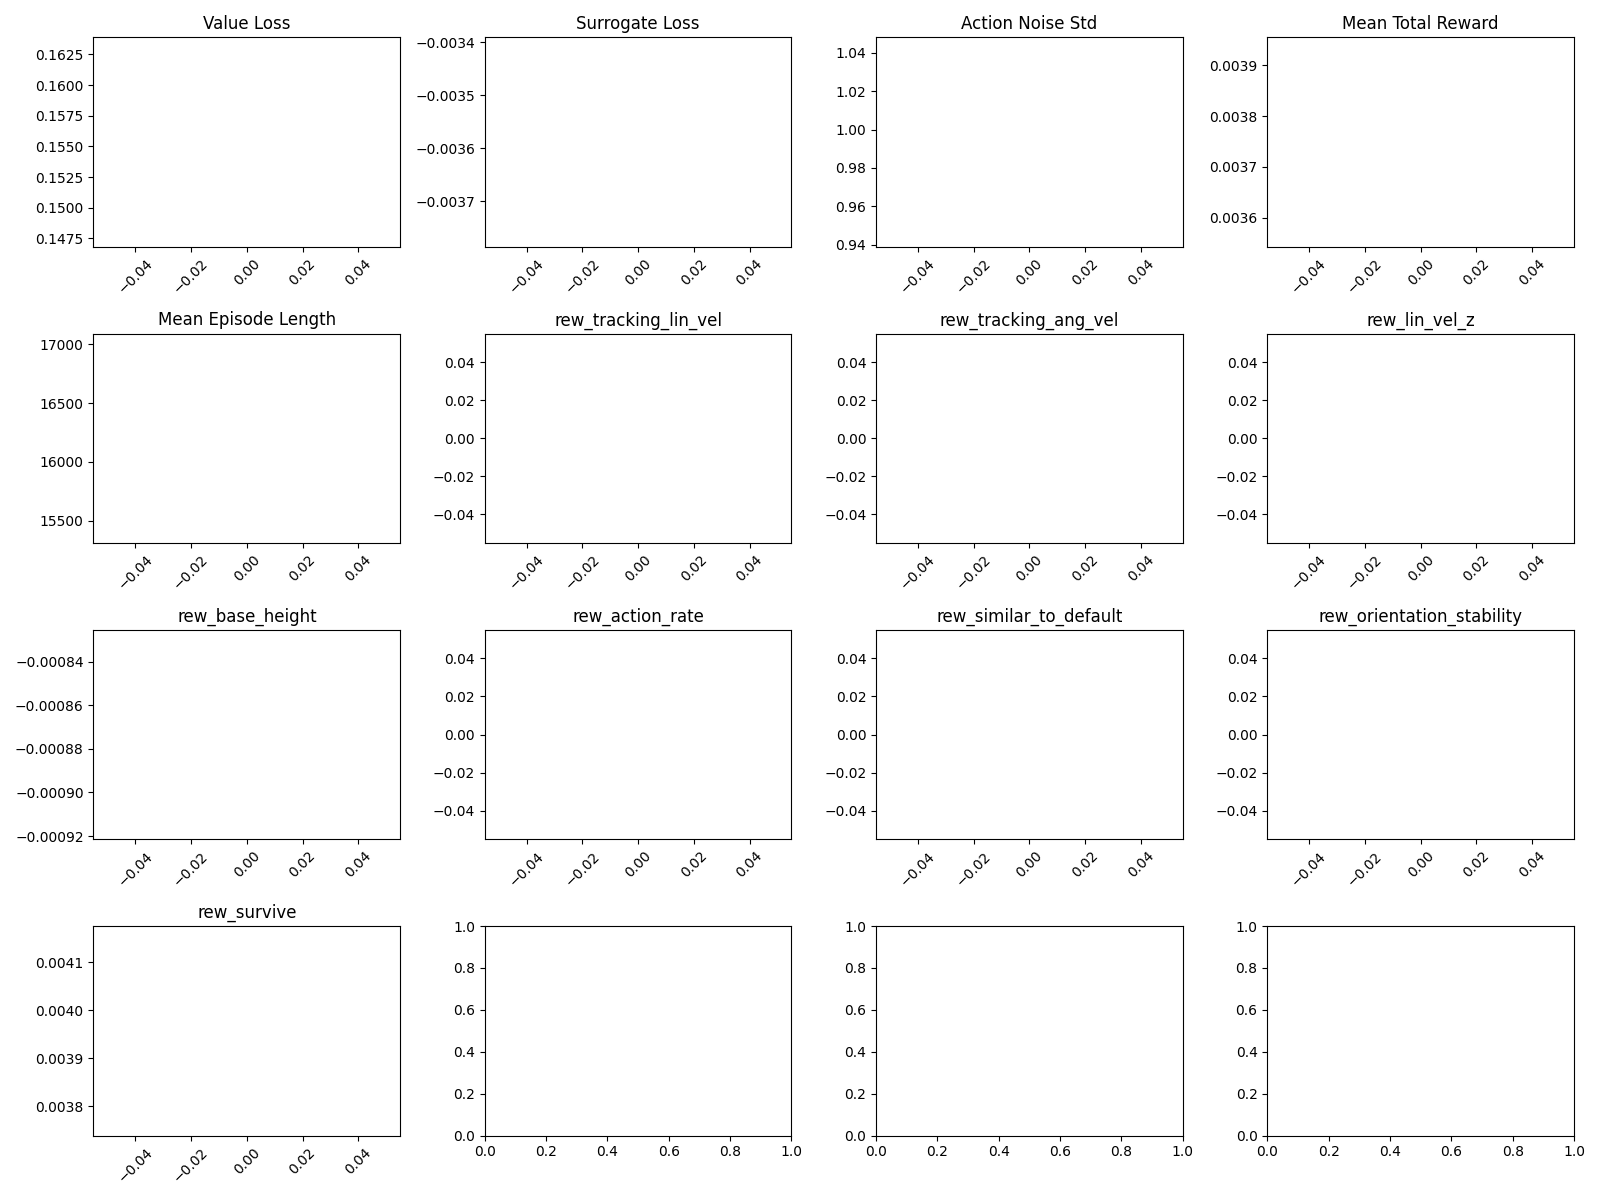 Value Loss
0.1625
0.1600
0.1575
0.1550
0.1525
0.1500
0.1475
−0.04 −0.02 0.00 0.02 0.04
Surrogate Loss
−0.0034
−0.0035
−0.0036
−0.0037
−0.04 −0.02 0.00 0.02 0.04
Action Noise Std
1.04
1.02
1.00
0.98
0.96
0.94
−0.04 −0.02 0.00 0.02 0.04
Mean Total Reward
0.0039
0.0038
0.0037
0.0036
−0.04 −0.02 0.00 0.02 0.04
Mean Episode Length
17000
16500
16000
15500
−0.04 −0.02 0.00 0.02 0.04
rew_tracking_lin_vel
0.04
0.02
0.00
−0.02
−0.04
−0.04 −0.02 0.00 0.02 0.04
rew_tracking_ang_vel
0.04
0.02
0.00
−0.02
−0.04
−0.04 −0.02 0.00 0.02 0.04
rew_lin_vel_z
0.04
0.02
0.00
−0.02
−0.04
−0.04 −0.02 0.00 0.02 0.04
rew_base_height
−0.00084
−0.00086
−0.00088
−0.00090
−0.00092
−0.04 −0.02 0.00 0.02 0.04
rew_action_rate
0.04
0.02
0.00
−0.02
−0.04
−0.04 −0.02 0.00 0.02 0.04
rew_similar_to_default
0.04
0.02
0.00
−0.02
−0.04
−0.04 −0.02 0.00 0.02 0.04
rew_orientation_stability
0.04
0.02
0.00
−0.02
−0.04
−0.04 −0.02 0.00 0.02 0.04
rew_survive
0.0041
0.0040
0.0039
0.0038
−0.04 −0.02 0.00 0.02 0.04
1.0
0.8
0.6
0.4
0.2
0.0
0.0 0.2 0.4 0.6 0.8 1.0
1.0
0.8
0.6
0.4
0.2
0.0
0.0 0.2 0.4 0.6 0.8 1.0
1.0
0.8
0.6
0.4
0.2
0.0
0.0 0.2 0.4 0.6 0.8 1.0